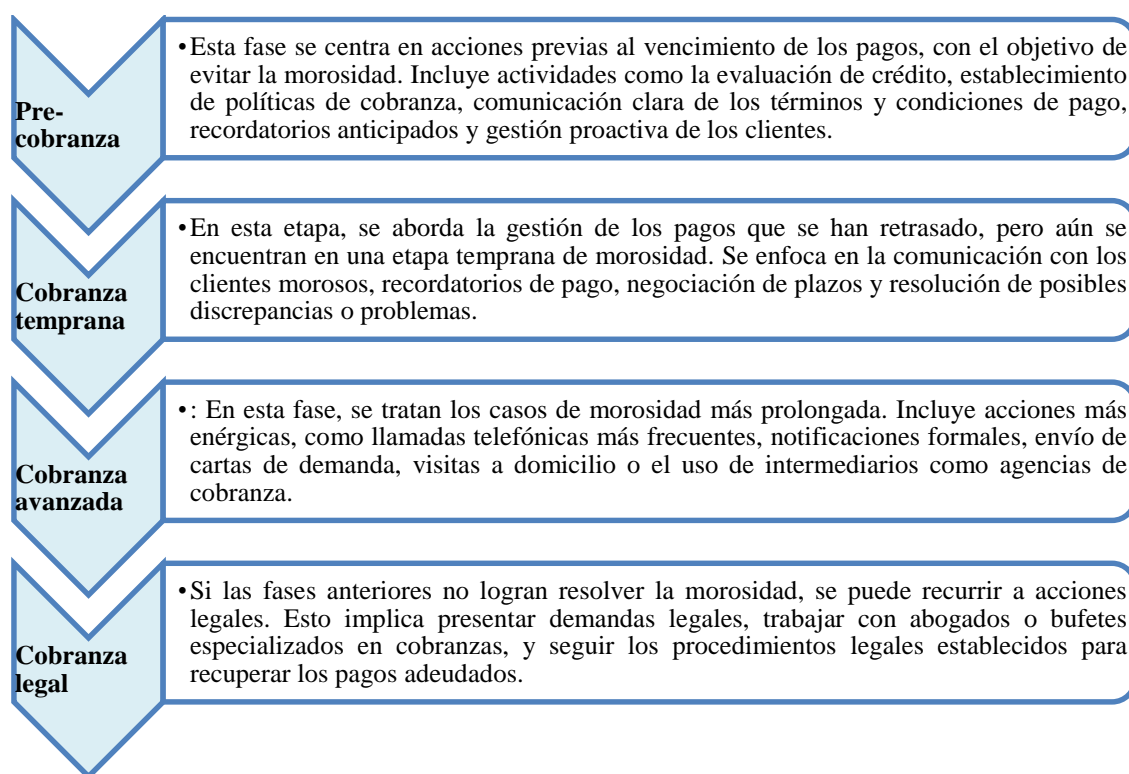 Pre-
cobranza
•Esta fase se centra en acciones previas al vencimiento de los pagos, con el objetivo de
evitar la morosidad. Incluye actividades como la evaluación de crédito, establecimiento
de políticas de cobranza, comunicación clara de los términos y condiciones de pago,
recordatorios anticipados y gestión proactiva de los clientes.
Cobranza
temprana
•En esta etapa, se aborda la gestión de los pagos que se han retrasado, pero aún se
encuentran en una etapa temprana de morosidad. Se enfoca en la comunicación con los
clientes morosos, recordatorios de pago, negociación de plazos y resolución de posibles
discrepancias o problemas.
Cobranza
avanzada
•: En esta fase, se tratan los casos de morosidad más prolongada. Incluye acciones más
enérgicas, como llamadas telefónicas más frecuentes, notificaciones formales, envío de
cartas de demanda, visitas a domicilio o el uso de intermediarios como agencias de
cobranza.
Cobranza
legal
•Si las fases anteriores no logran resolver la morosidad, se puede recurrir a acciones
legales. Esto implica presentar demandas legales, trabajar con abogados o bufetes
especializados en cobranzas, y seguir los procedimientos legales establecidos para
recuperar los pagos adeudados.